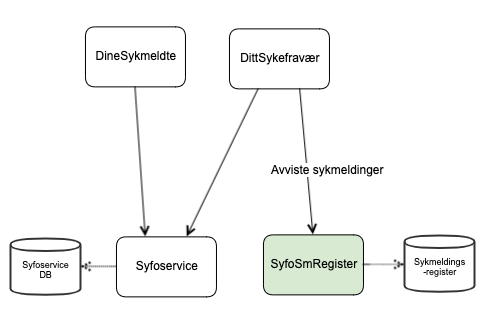 DineSykmeldte
DittSykefravær
Avviste sykmeldinger
Syfoservice
DB
Syfoservice
SyfoSmRegister
Sykmeldings
-register